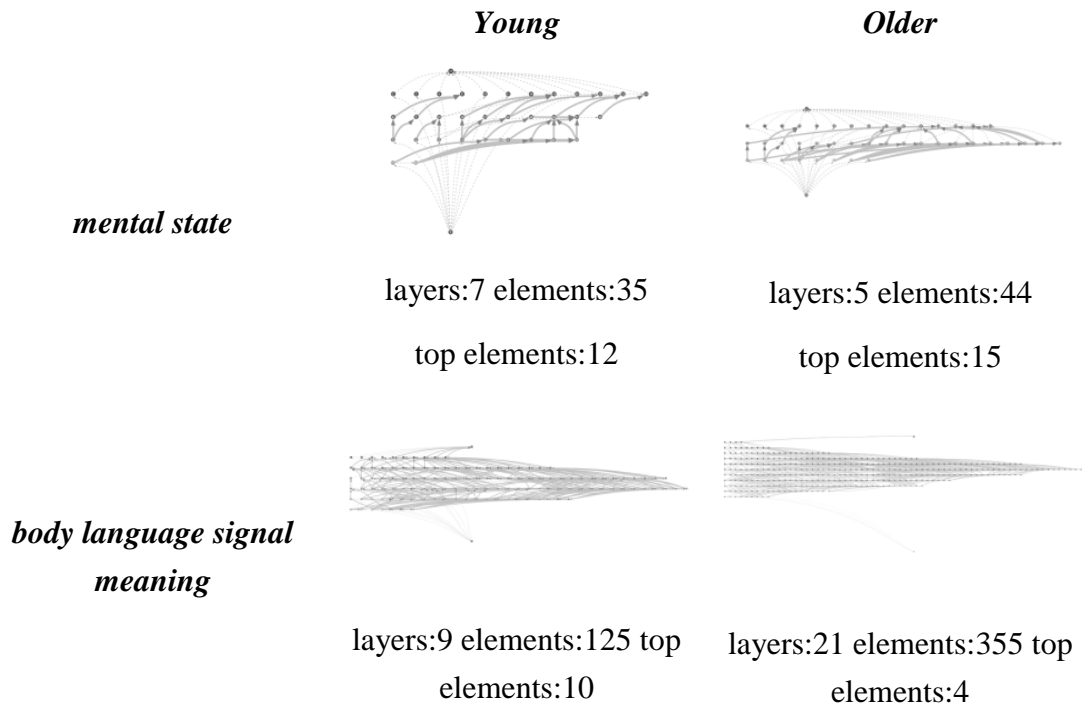 Young Older
mental state
layers:7 elements:35
top elements:12
layers:5 elements:44
top elements:15
body language signal
meaning
layers:9 elements:125 top
elements:10
layers:21 elements:355 top
elements:4